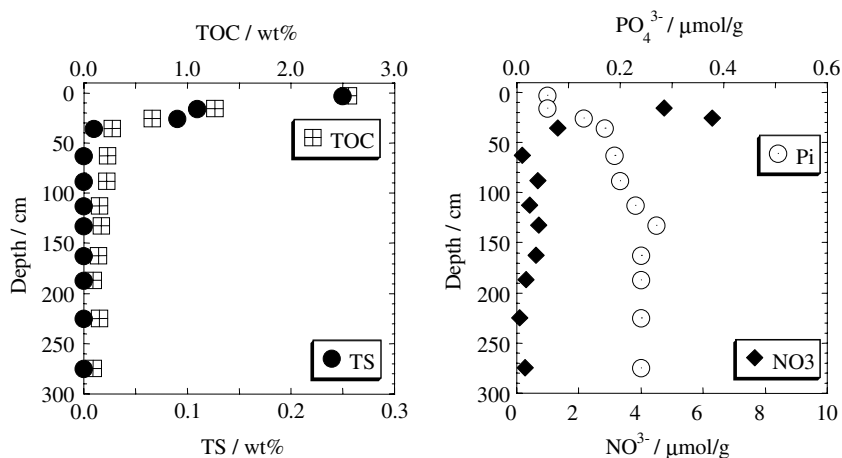 TOC / wt%
0.0 1.0 2.0 3.0
0
50
100
150
200
250
300
Depth / cm
TOC
TS
0.0 0.1 0.2 0.3
TS / wt%
PO₄³⁻ / μmol/g
0.0 0.2 0.4 0.6
0
50
100
150
200
250
300
Depth / cm
Pi
NO3
0 2 4 6 8 10
NO³⁻ / μmol/g